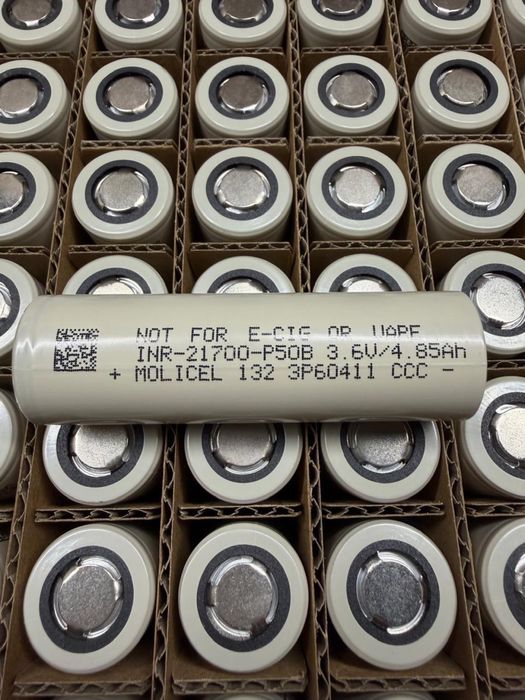 NOT FOR E-CIG OR VAPE
INR-21700-P50B 3.6V/4.85Ah
+ MOLICEL 132 3P60411 CCC -